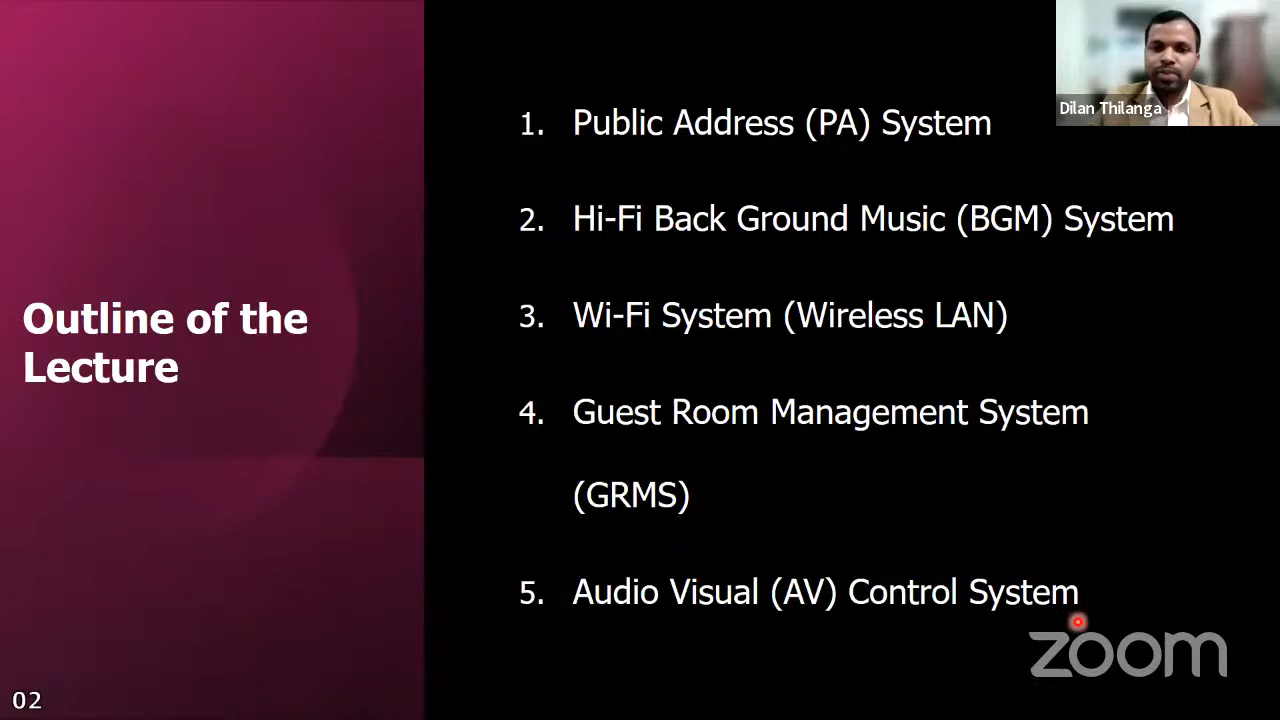 Outline of the
Lecture
1. Public Address (PA) System
2. Hi-Fi Back Ground Music (BGM) System
3. Wi-Fi System (Wireless LAN)
4. Guest Room Management System
(GRMS)
5. Audio Visual (AV) Control System
Dilan Thilanga
zoom
02